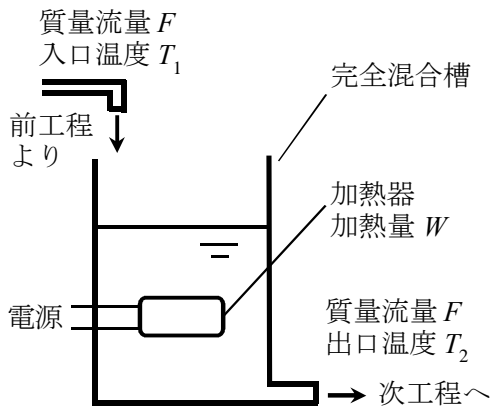 質量流量 F
入口温度 T₁
前工程
より
完全混合槽
加熱器
加熱量 W
電源
質量流量 F
出口温度 T₂
次工程へ